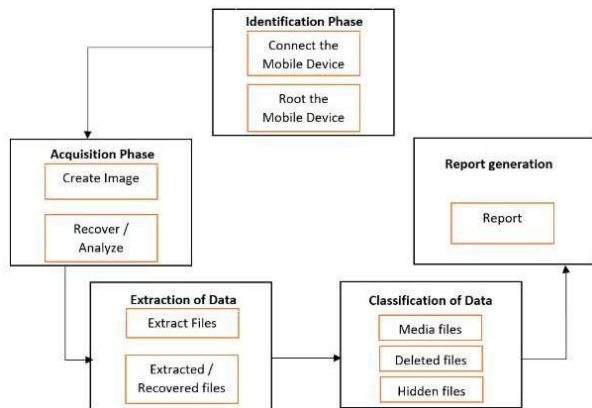 Identification Phase
Connect the
Mobile Device
Root the
Mobile Device
Acquisition Phase
Create Image
Recover /
Analyze
Extraction of Data
Extract Files
Extracted /
Recovered files
Classification of Data
Media files
Deleted files
Hidden files
Report generation
Report